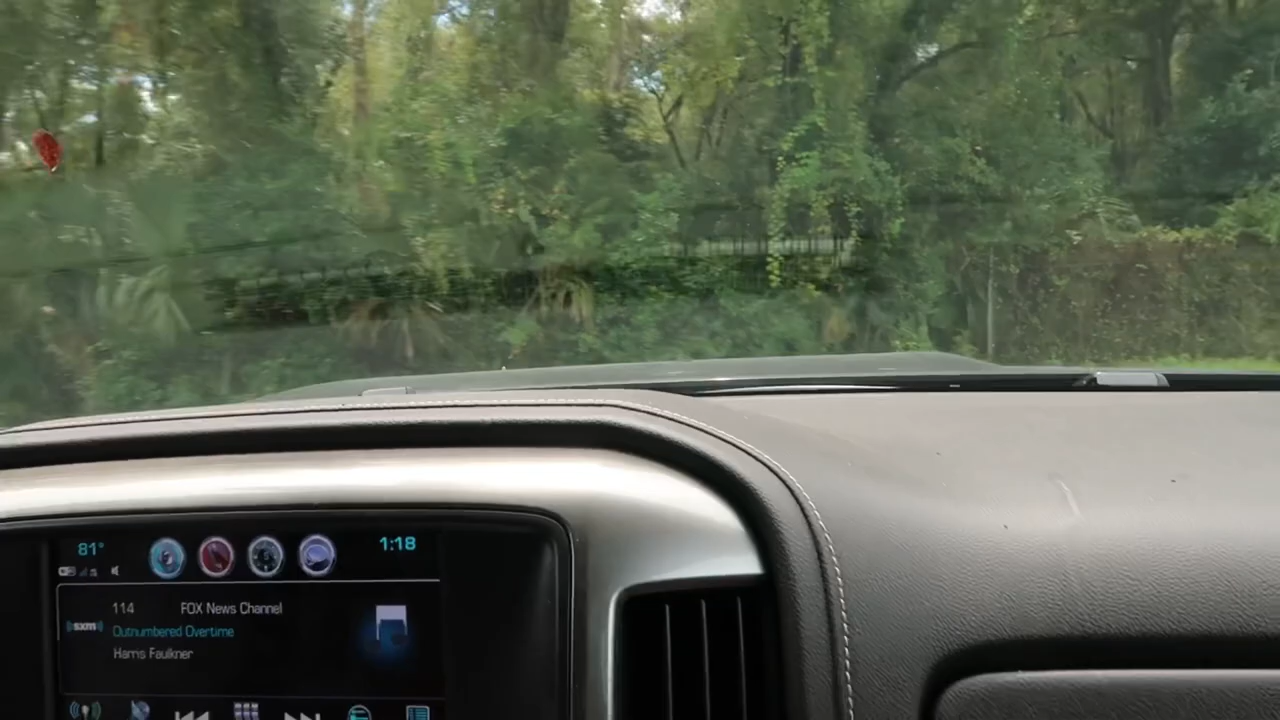 81° 1:18
114 FOX News Channel
sxm
Outnumbered Overtime
Harris Faulkner